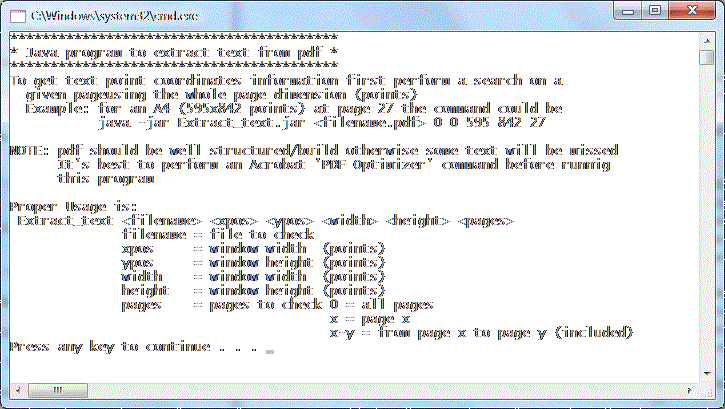 C:\Windows\system32\cmd.exe
*****************************************
* Java program to extract text from pdf *
*****************************************
To get text point coordinates information first perform a search on a
given pageusing the whole page dimension (points)
Example: for an A4 (595x842 points) at page 27 the command could be
java -jar Extract_text.jar <filename.pdf> 0 0 595 842 27
NOTE: pdf should be well structured/build otherwise some text will be missed
It's best to perform an Acrobat 'PDF Optimizer' command before runnig
this program
Proper Usage is:
Extract_text <filename> <xpos> <ypos> <width> <height> <pages>
filename = file to check
xpos = window width (points)
ypos = window height (points)
width = window width (points)
height = window height (points)
pages = pages to check 0 = all pages
x = page x
x-y = from page x to page y (included)
Press any key to continue . . .